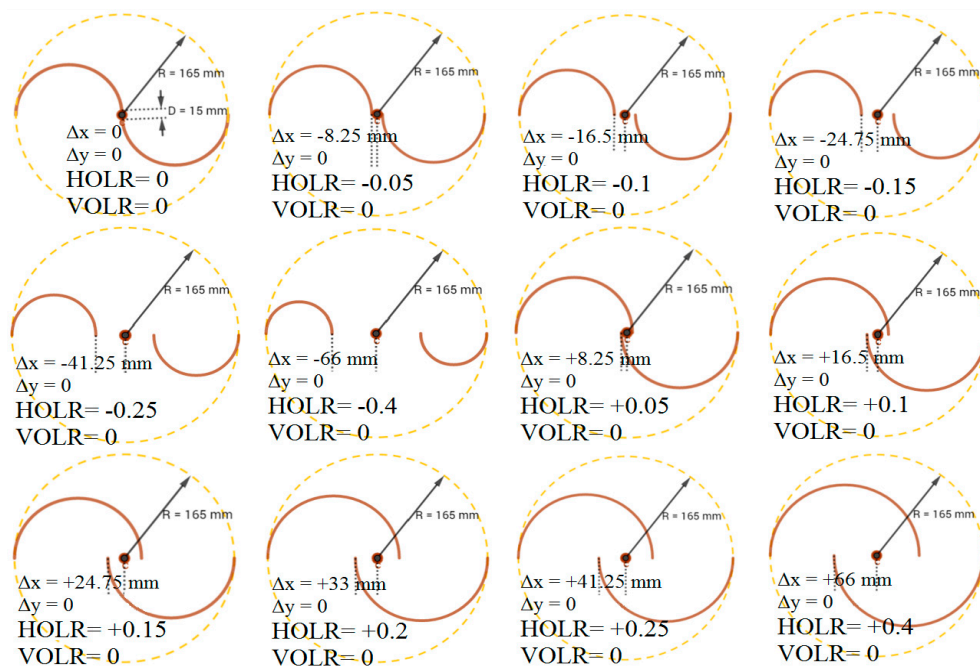 R = 165 mm
D = 15 mm
Δx = 0
Δy = 0
HOLR= 0
VOLR= 0
R = 165 mm
Δx = -8.25 mm
Δy = 0
HOLR= -0.05
VOLR= 0
R = 165 mm
Δx = -16.5 mm
Δy = 0
HOLR= -0.1
VOLR= 0
R = 165 mm
Δx = -24.75 mm
Δy = 0
HOLR= -0.15
VOLR= 0
R = 165 mm
Δx = -41.25 mm
Δy = 0
HOLR= -0.25
VOLR= 0
R = 165 mm
Δx = -66 mm
Δy = 0
HOLR= -0.4
VOLR= 0
R = 165 mm
Δx = +8.25 mm
Δy = 0
HOLR= +0.05
VOLR= 0
R = 165 mm
Δx = +16.5 mm
Δy = 0
HOLR= +0.1
VOLR= 0
R = 165 mm
Δx = +24.75 mm
Δy = 0
HOLR= +0.15
VOLR= 0
R = 165 mm
Δx = +33 mm
Δy = 0
HOLR= +0.2
VOLR= 0
R = 165 mm
Δx = +41.25 mm
Δy = 0
HOLR= +0.25
VOLR= 0
R = 165 mm
Δx = +66 mm
Δy = 0
HOLR= +0.4
VOLR= 0